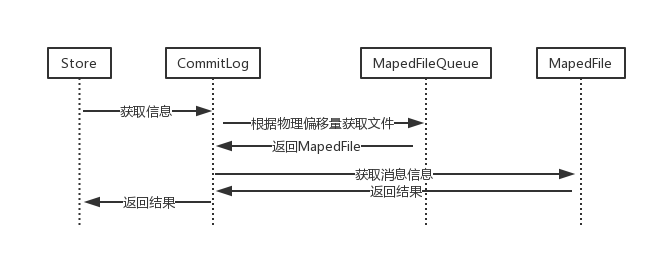 Store
CommitLog
MapedFileQueue
MapedFile
获取信息
根据物理偏移量获取文件
返回MapedFile
获取消息信息
返回结果
返回结果